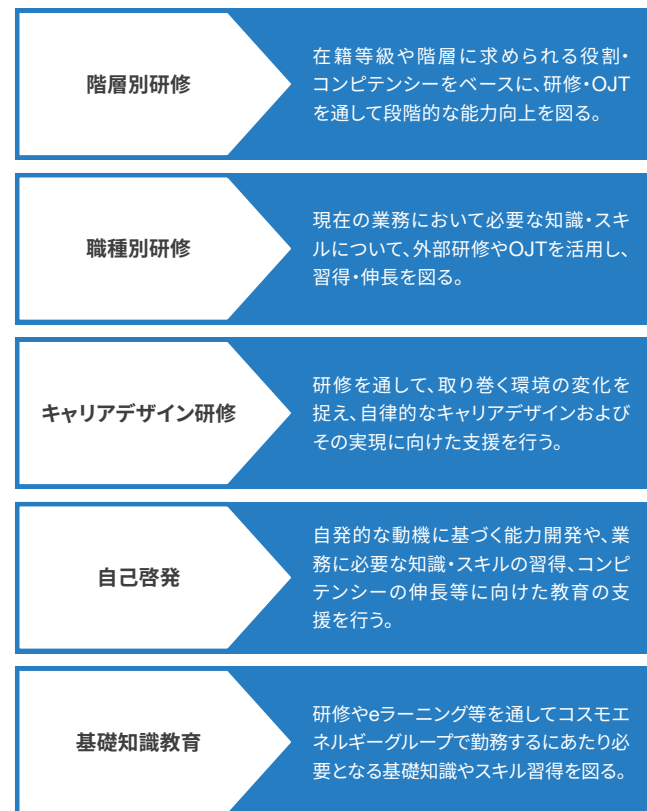 階層別研修
在籍等級や階層に求められる役割・
コンピテンシーをベースに、研修・OJT
を通して段階的な能力向上を図る。
職種別研修
現在の業務において必要な知識・スキ
ルについて、外部研修やOJTを活用し、
習得・伸長を図る。
キャリアデザイン研修
研修を通して、取り巻く環境の変化を
捉え、自律的なキャリアデザインおよび
その実現に向けた支援を行う。
自己啓発
自発的な動機に基づく能力開発や、業
務に必要な知識・スキルの習得、コンピ
テンシーの伸長等に向けた教育の支
援を行う。
基礎知識教育
研修やeラーニング等を通してコスモエ
ネルギーグループで勤務するにあたり必
要となる基礎知識やスキル習得を図る。